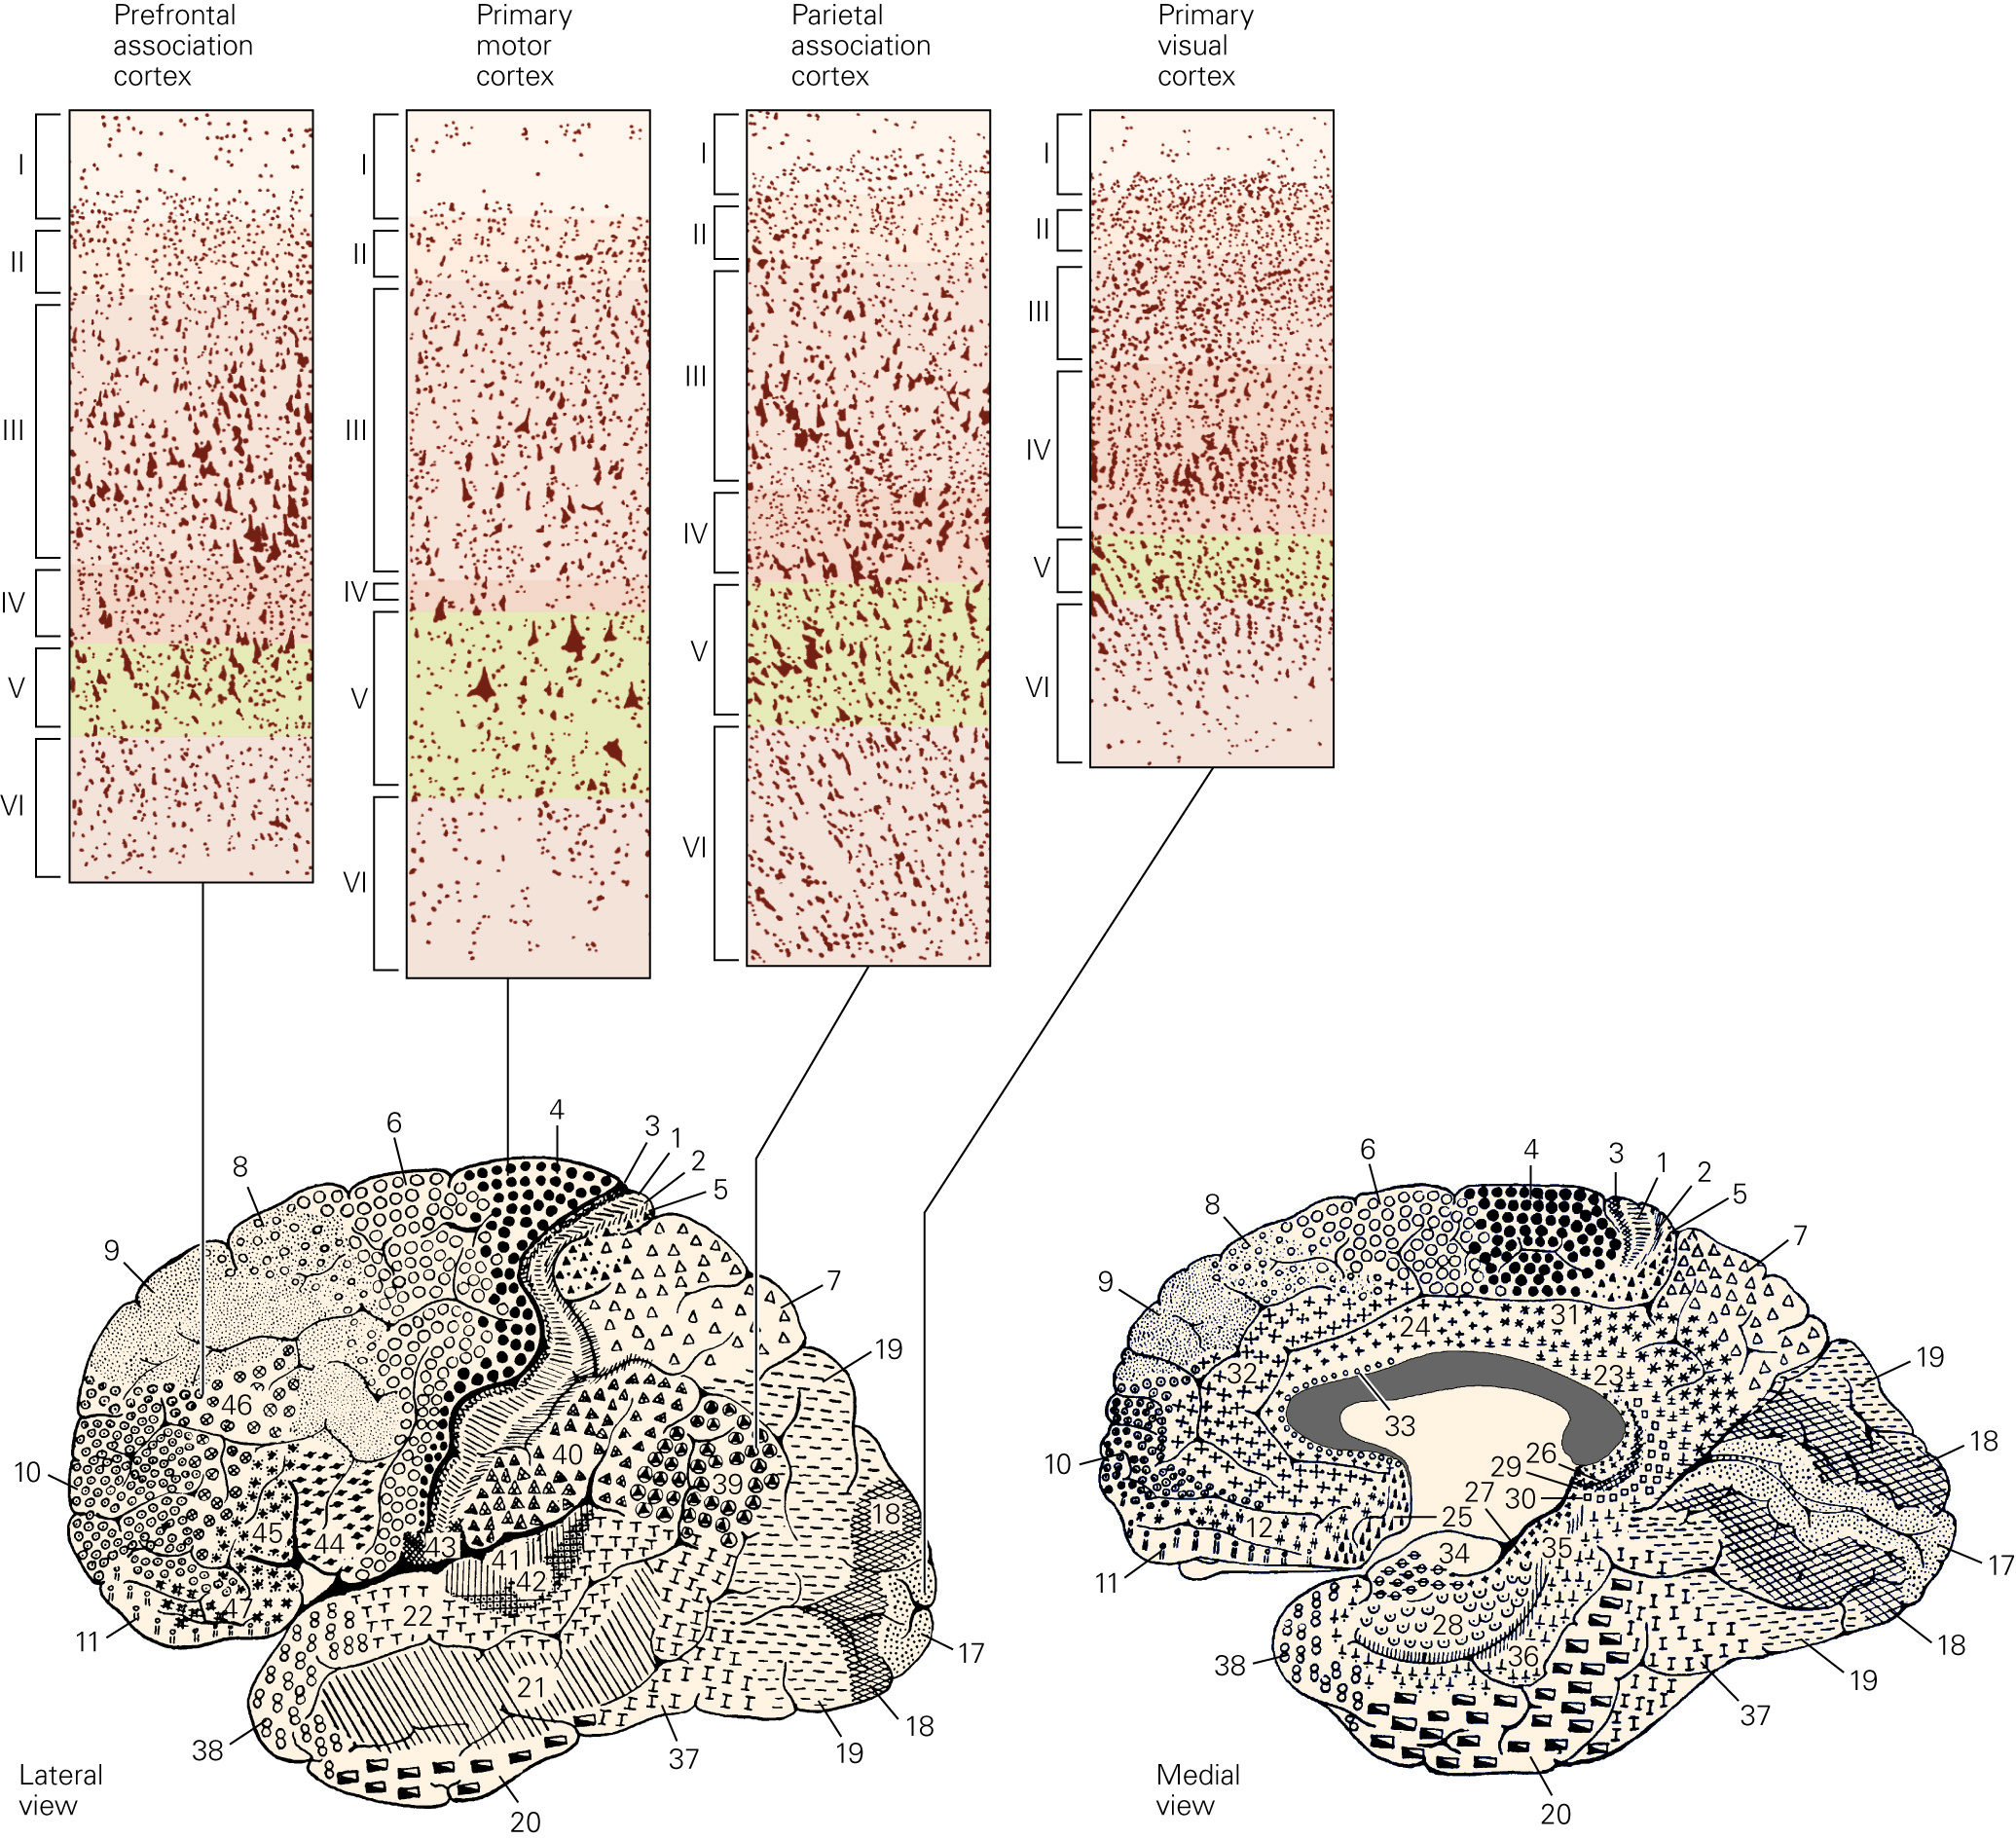 Prefrontal
association
cortex
Primary
motor
cortex
Parietal
association
cortex
Primary
visual
cortex
I
II
III
IV
V
VI
I
II
III
IV
V
VI
I
II
III
IV
V
VI
I
II
III
IV
V
VI
4
6
3
1
2
5
8
9
7
19
46
10
40
39
18
45
44
43
41
42
47
22
11
17
21
38
18
37
19
20
Lateral
view
6
4
3
1
2
5
8
7
9
31
24
19
32
23
33
18
10
26
29
27
30
25
12
35
34
17
11
28
18
36
38
19
37
20
Medial
view